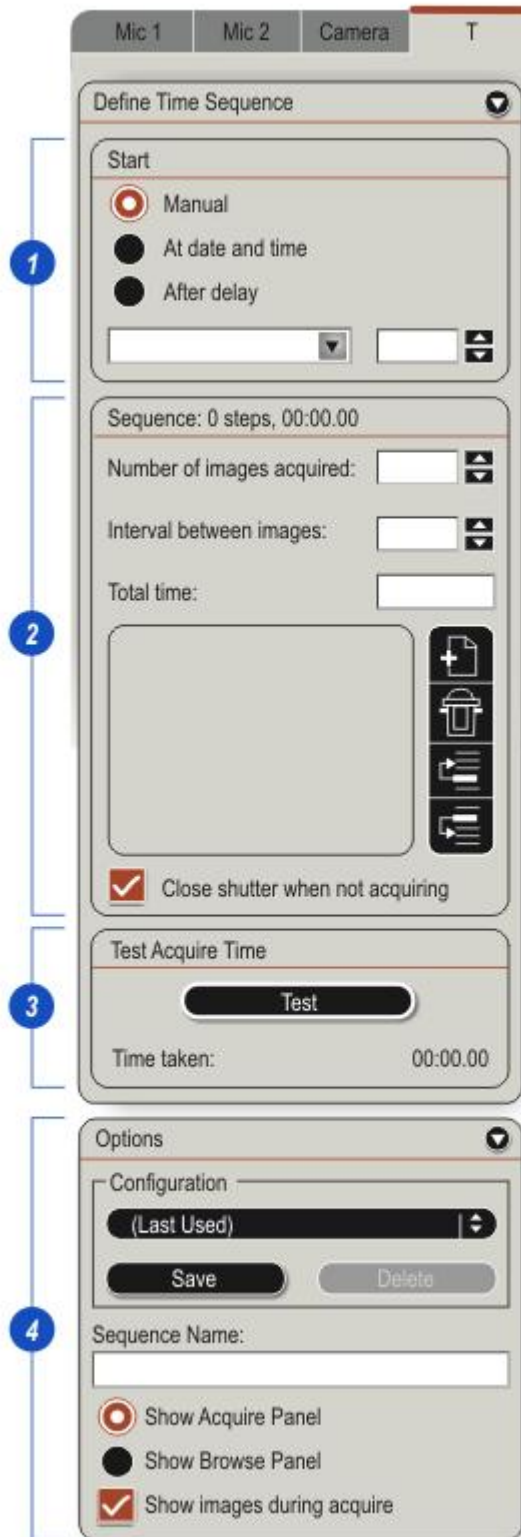 Mic 1 Mic 2 Camera T
Define Time Sequence
1
Start
Manual
At date and time
After delay
2
Sequence: 0 steps, 00:00.00
Number of images acquired:
Interval between images:
Total time:
Close shutter when not acquiring
3
Test Acquire Time
Test
Time taken: 00:00.00
4
Options
Configuration
(Last Used)
Save Delete
Sequence Name:
Show Acquire Panel
Show Browse Panel
Show images during acquire